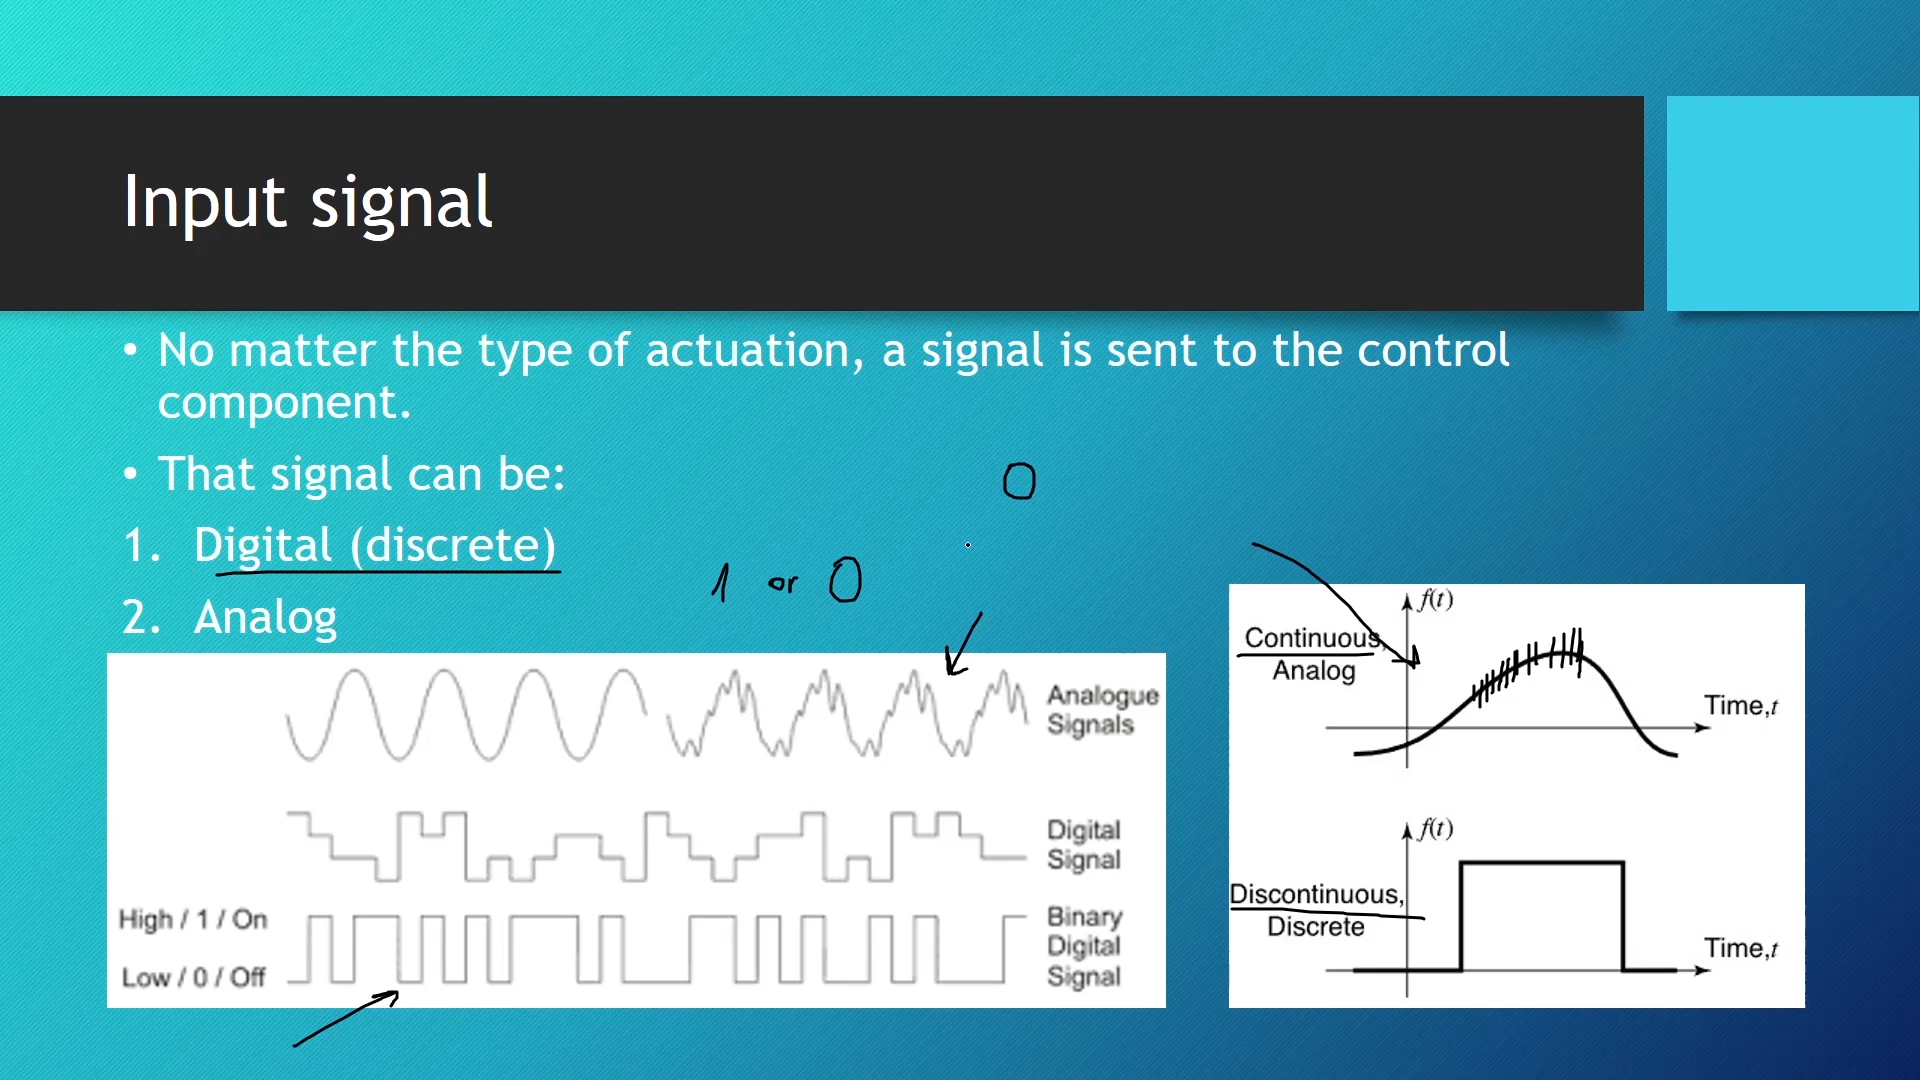 Input signal
• No matter the type of actuation, a signal is sent to the control
component.
• That signal can be:
0
1. Digital (discrete)
1 or 0
2. Analog
Analogue
Signals
Digital
Signal
High / 1 / On
Low / 0 / Off
Binary
Digital
Signal
f(t)
Continuous,
Analog
Time,t
f(t)
Discontinuous,
Discrete
Time,t